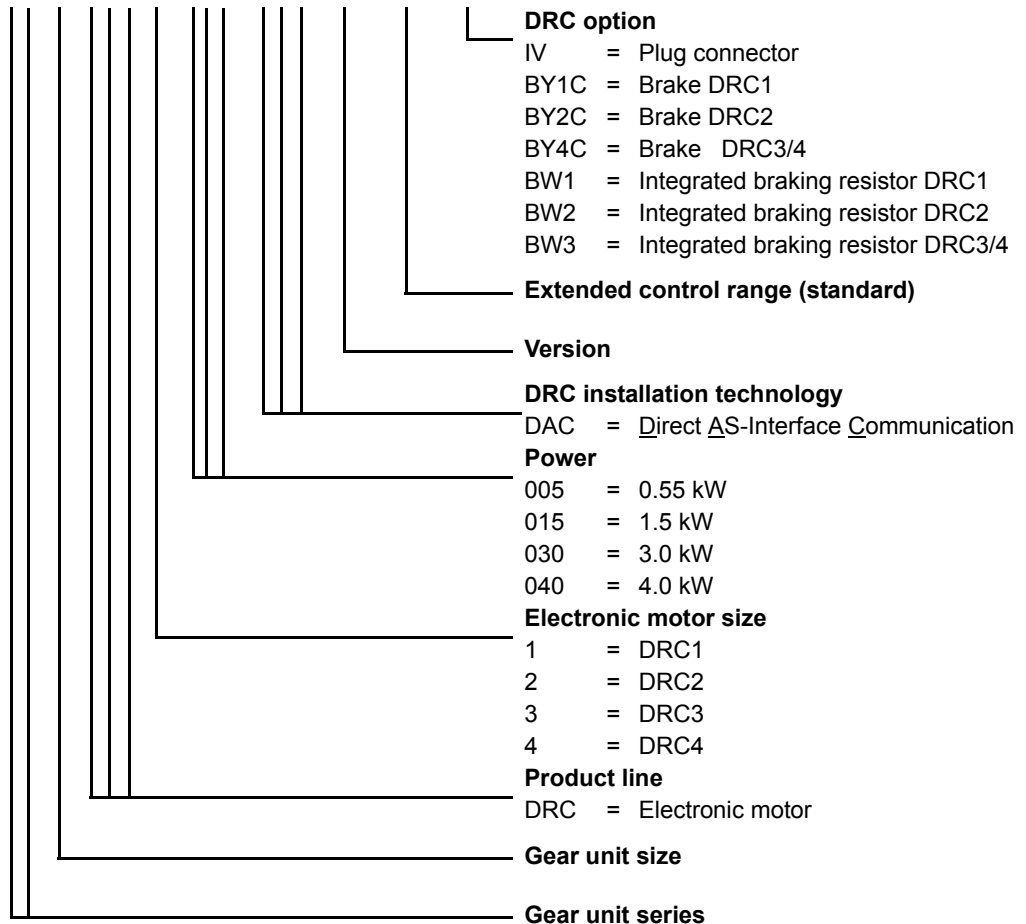 DRC option
IV = Plug connector
BY1C = Brake DRC1
BY2C = Brake DRC2
BY4C = Brake DRC3/4
BW1 = Integrated braking resistor DRC1
BW2 = Integrated braking resistor DRC2
BW3 = Integrated braking resistor DRC3/4
Extended control range (standard)
Version
DRC installation technology
DAC = Direct AS-Interface Communication
Power
005 = 0.55 kW
015 = 1.5 kW
030 = 3.0 kW
040 = 4.0 kW
Electronic motor size
1 = DRC1
2 = DRC2
3 = DRC3
4 = DRC4
Product line
DRC = Electronic motor
Gear unit size
Gear unit series